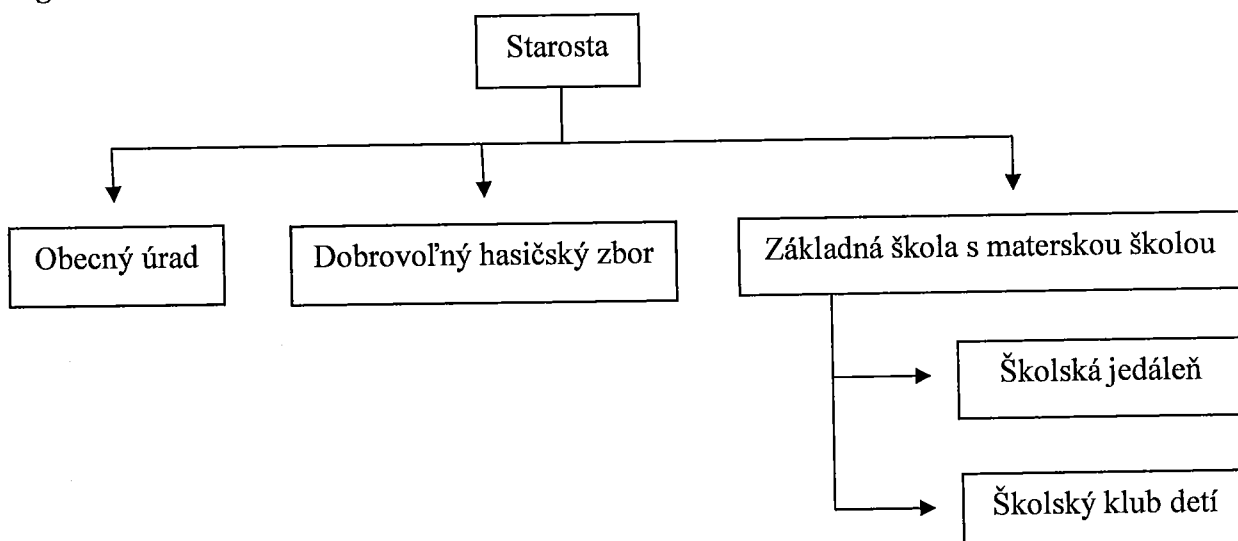 Starosta
Obecný úrad
Dobrovoľný hasičský zbor
Základná škola s materskou školou
Školská jedáleň
Školský klub detí